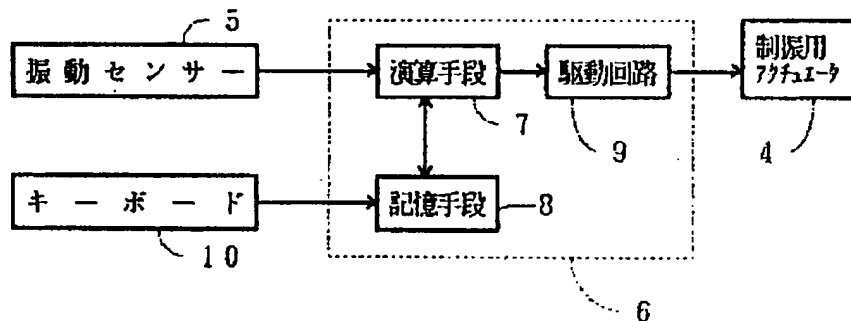 5
振動センサー
演算手段
7
駆動回路
9
制振用
アクチュエータ
4
キーボード
10
記憶手段
8
6